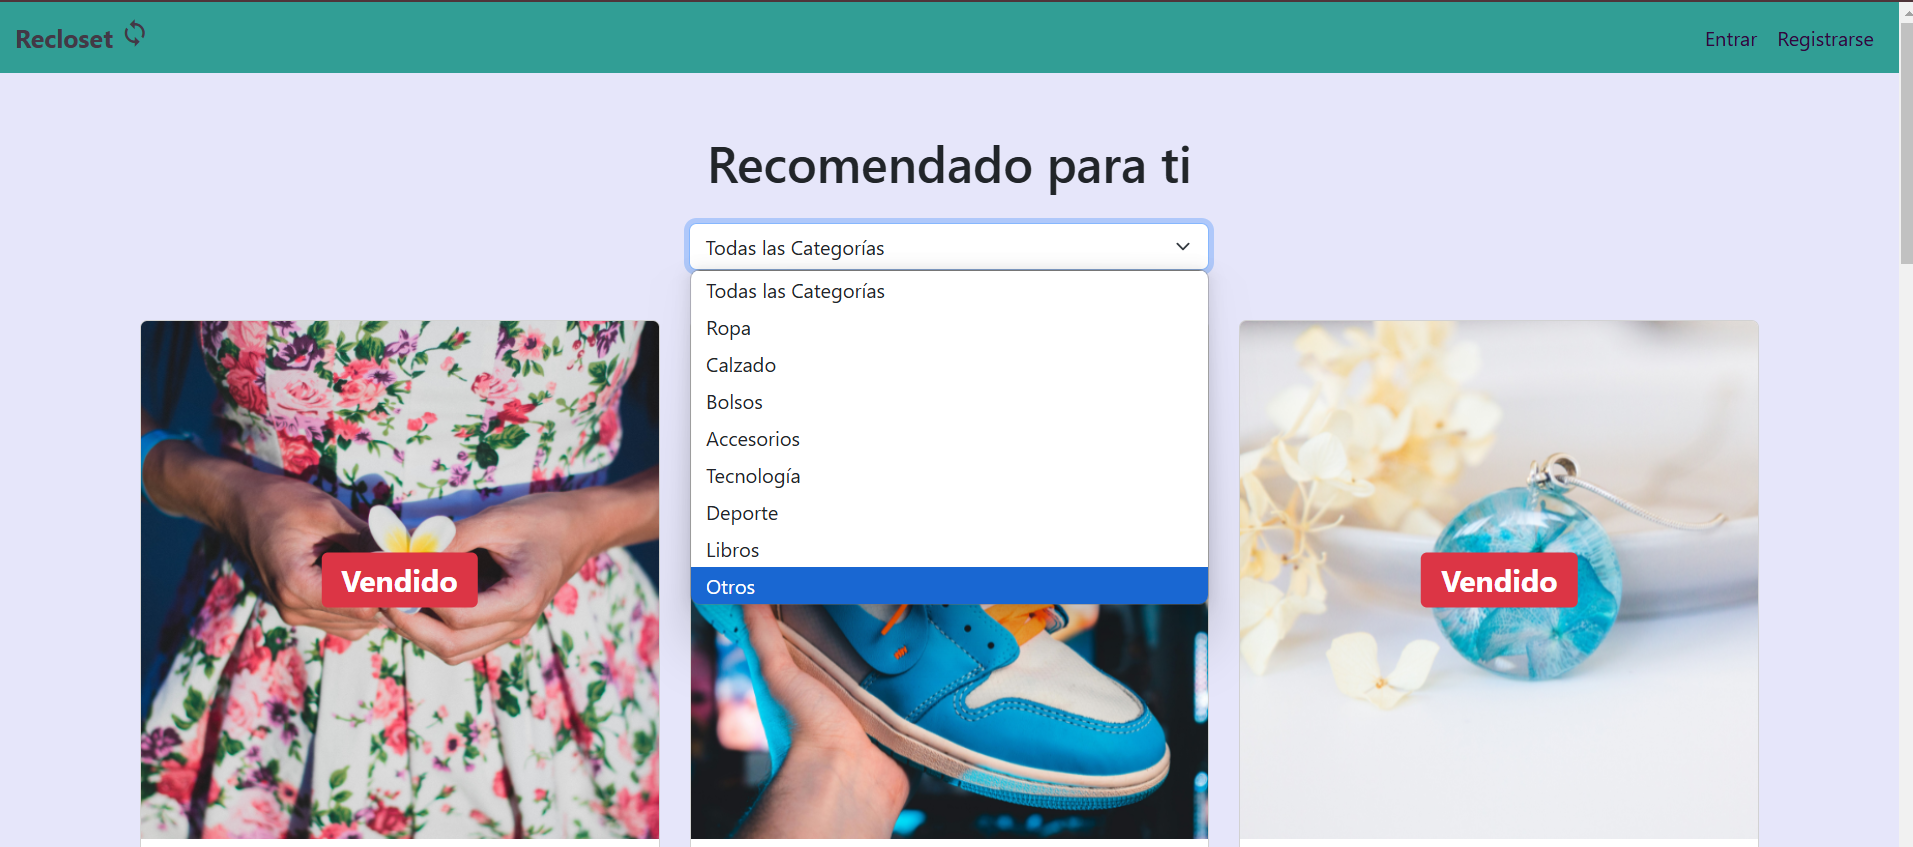 Recloset
Entrar Registrarse
Recomendado para ti
Todas las Categorías
Todas las Categorías
Ropa
Calzado
Bolsos
Accesorios
Tecnología
Deporte
Libros
Otros
Vendido
Vendido